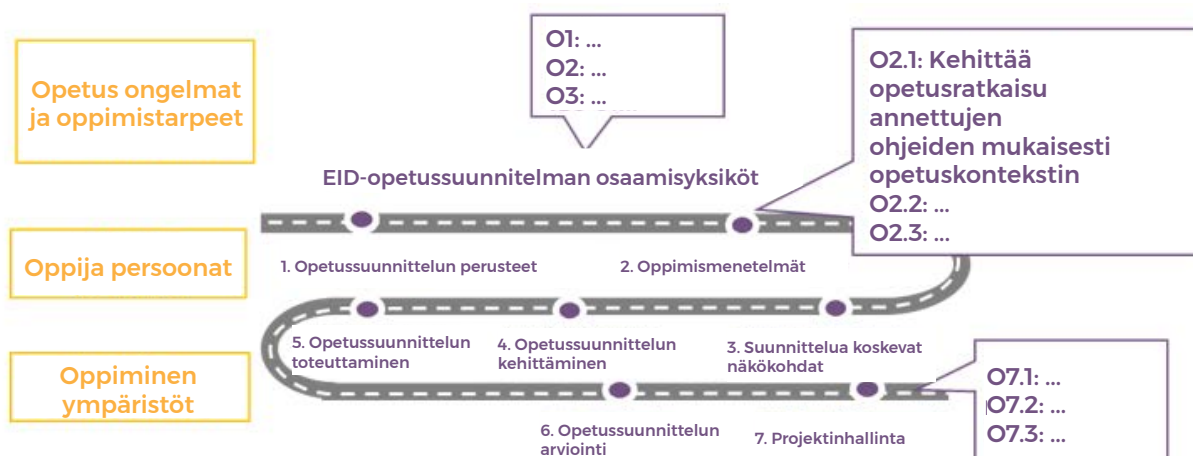 Opetus ongelmat
ja oppimistarpeet
O1: ...
O2: ...
O3: ...
O2.1: Kehittää
opetusratkaisu
annettujen
ohjeiden mukaisesti
opetuskontekstin
O2.2: ...
O2.3: ...
EID-opetussuunnitelman osaamisyksiköt
Oppija persoonat
1. Opetussuunnittelun perusteet
2. Oppismenetelmät
5. Opetussuunnittelun
toteuttaminen
4. Opetussuunnittelun
kehittäminen
3. Suunnittelua koskevat
näkökohdat
Oppiminen
ympäristöt
O7.1: ...
O7.2: ...
O7.3: ...
6. Opetussuunnittelun
arviointi
7. Projektinhallinta